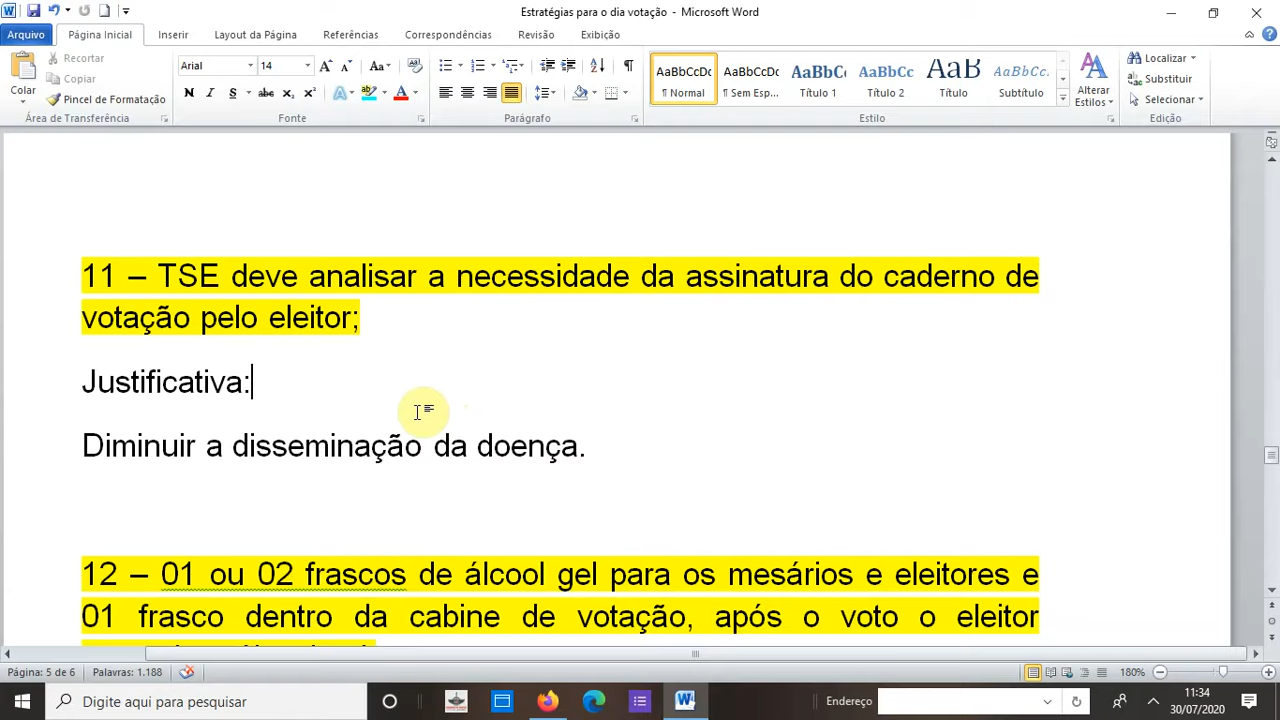 Estratégias para o dia votação - Microsoft Word
Arquivo Página Inicial Inserir Layout da Página Referências Correspondências Revisão Exibição
Recortar
Copiar
Pincel de Formatação
Colar
Área de Transferência
Arial 14
Fonte
Parágrafo
AaBbCcDc AaBbCcDc AaBbC AaBbCc AaB AaBbCc.
¶ Normal ¶ Sem Esp... Título 1 Título 2 Título Subtítulo
Alterar Estilos
Estilo
Localizar
Substituir
Selecionar
Edição
11 – TSE deve analisar a necessidade da assinatura do caderno de
votação pelo eleitor;
Justificativa:
Diminuir a disseminação da doença.
12 – 01 ou 02 frascos de álcool gel para os mesários e eleitores e
01 frasco dentro da cabine de votação, após o voto o eleitor
Página: 5 de 6 Palavras: 1.188 180%
Digite aqui para pesquisar
Endereço
11:34
30/07/2020